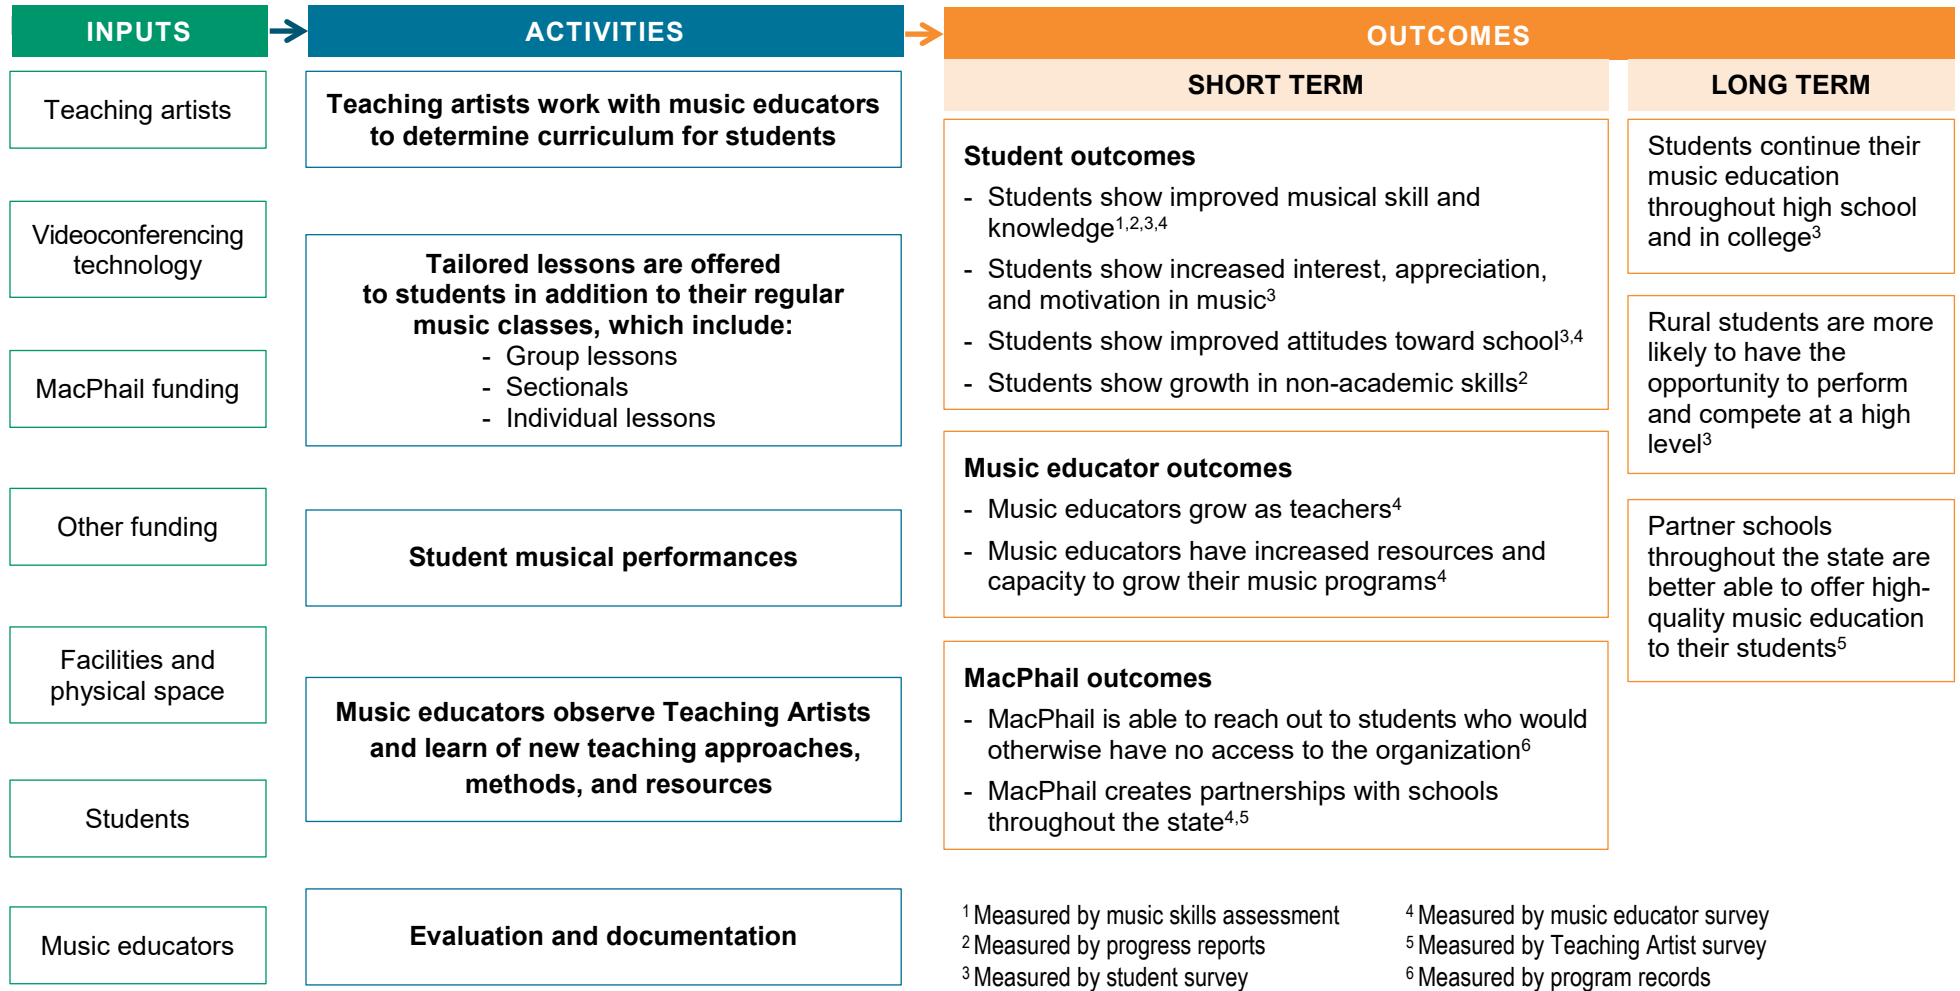 INPUTS
Teaching artists
Videoconferencing
technology
MacPhail funding
Other funding
Facilities and
physical space
Students
Music educators
ACTIVITIES
Teaching artists work with music educators
to determine curriculum for students
Tailored lessons are offered
to students in addition to their regular
music classes, which include:
- Group lessons
- Sectionals
- Individual lessons
Student musical performances
Music educators observe Teaching Artists
and learn of new teaching approaches,
methods, and resources
Evaluation and documentation
OUTCOMES
SHORT TERM
Student outcomes
- Students show improved musical skill and
knowledge1,2,3,4
- Students show increased interest, appreciation,
and motivation in music3
- Students show improved attitudes toward school3,4
- Students show growth in non-academic skills2
Music educator outcomes
- Music educators grow as teachers4
- Music educators have increased resources and
capacity to grow their music programs4
MacPhail outcomes
- MacPhail is able to reach out to students who would
otherwise have no access to the organization6
- MacPhail creates partnerships with schools
throughout the state4,5
LONG TERM
Students continue their
music education
throughout high school
and in college3
Rural students are more
likely to have the
opportunity to perform
and compete at a high
level3
Partner schools
throughout the state are
better able to offer high-
quality music education
to their students5
1 Measured by music skills assessment
2 Measured by progress reports
3 Measured by student survey
4 Measured by music educator survey
5 Measured by Teaching Artist survey
6 Measured by program records